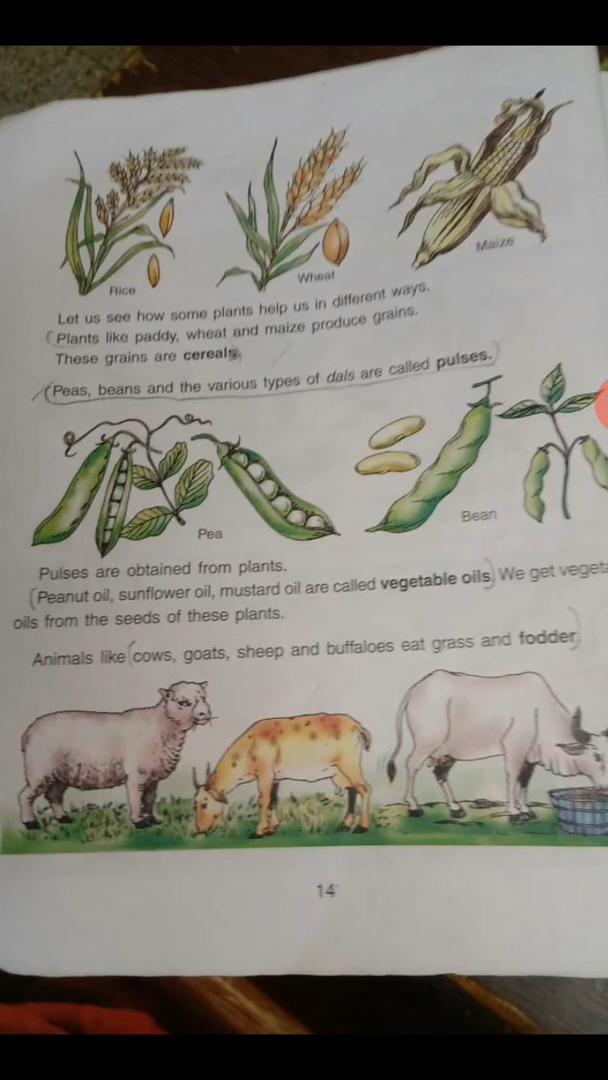 Rice
Wheat
Maize
Let us see how some plants help us in different ways.
Plants like paddy, wheat and maize produce grains.
These grains are cereals.
Peas, beans and the various types of dals are called pulses.
Pea
Bean
Pulses are obtained from plants.
Peanut oil, sunflower oil, mustard oil are called vegetable oils. We get
oils from the seeds of these plants.
Animals like cows, goats, sheep and buffaloes eat grass and fodder.
14